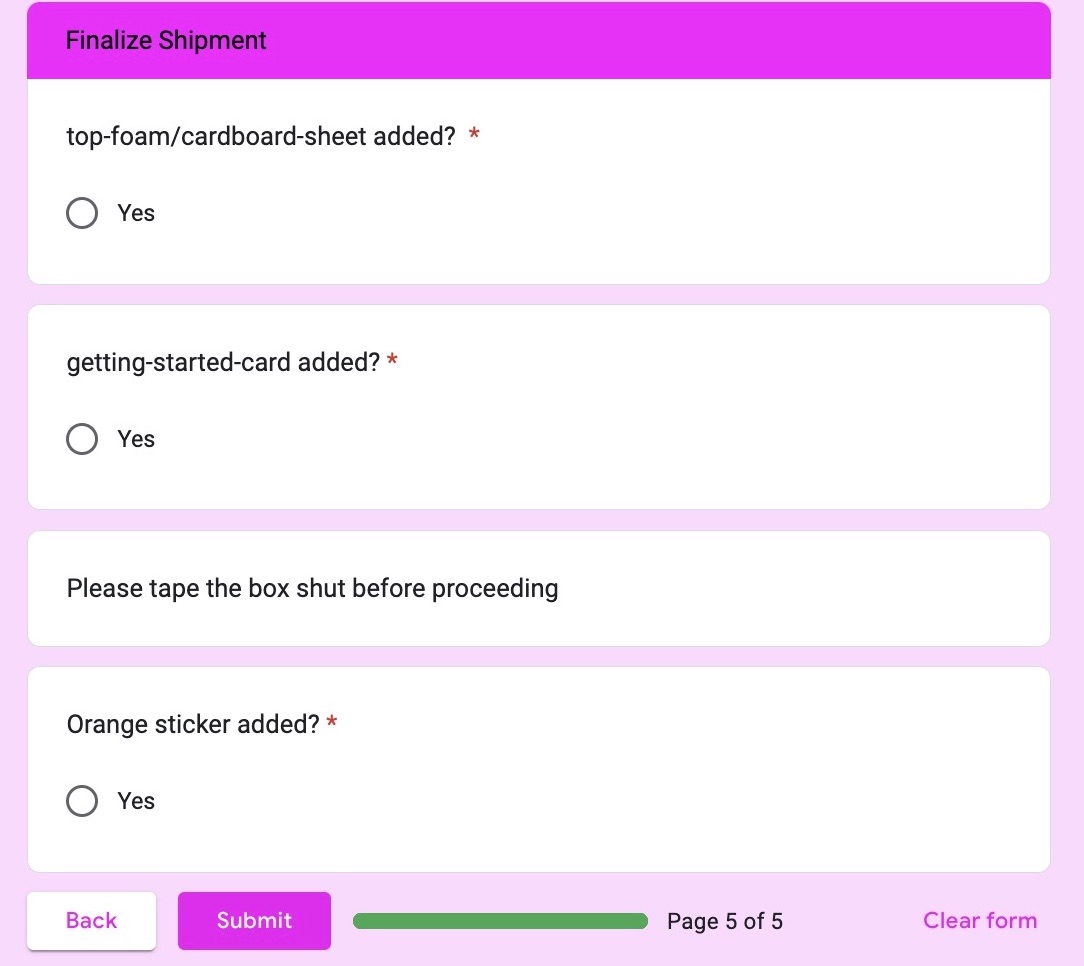 Finalize Shipment
top-foam/cardboard-sheet added? *
Yes
getting-started-card added? *
Yes
Please tape the box shut before proceeding
Orange sticker added? *
Yes
Back
Submit
Page 5 of 5
Clear form